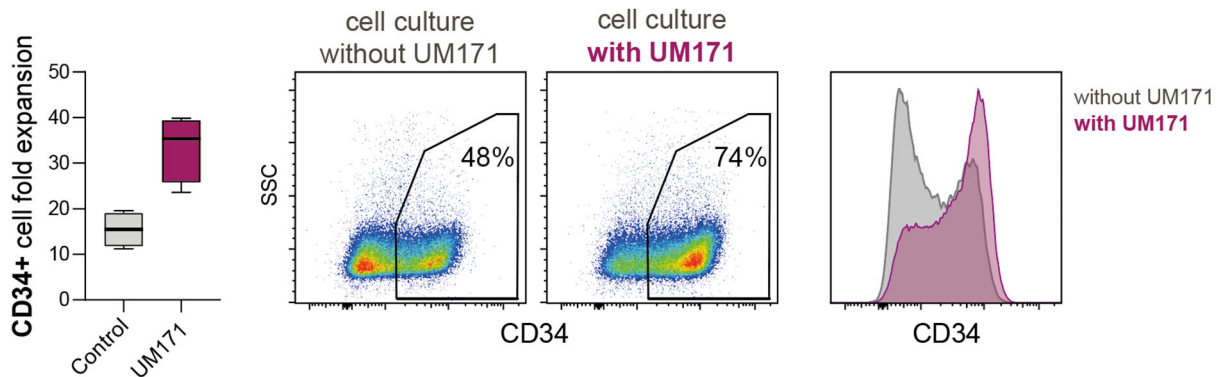 CD34+ cell fold expansion
50
40
30
20
10
0
Control
UM171
cell culture
without UM171
cell culture
with UM171
SSC
48%
74%
CD34
without UM171
with UM171
CD34